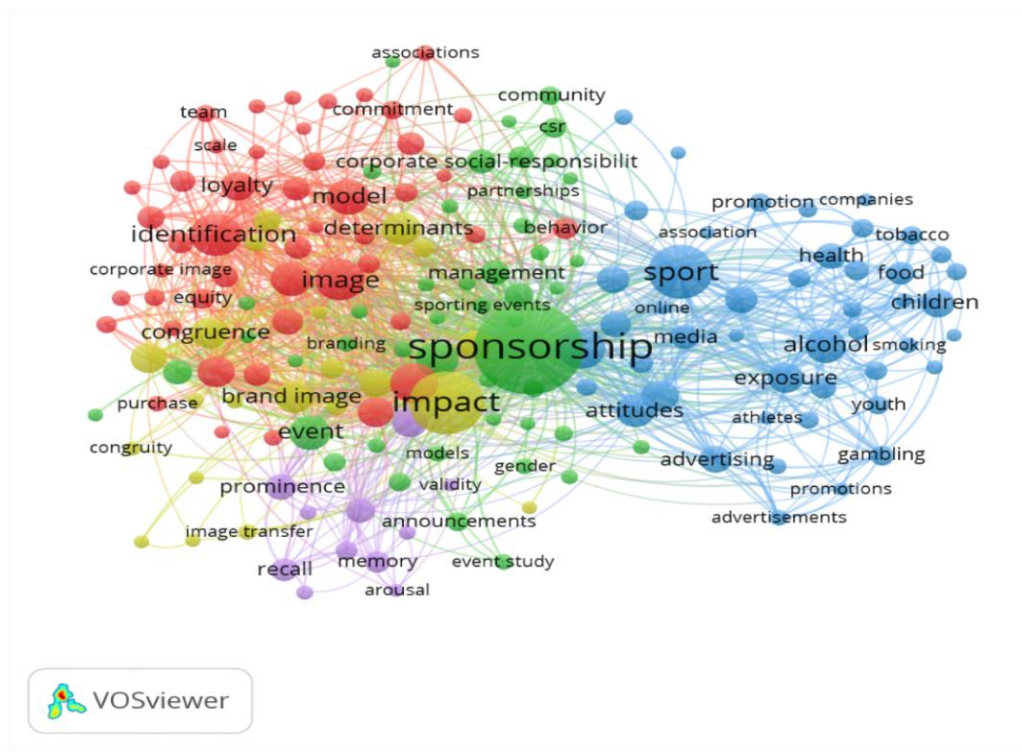 associations
community
team
commitment
csr
scale
corporate social-responsibilit
loyalty
model
partnerships
promotion
companies
identification
determinants
behavior
association
tobacco
health
corporate image
image
management
sport
food
equity
sporting events
online
children
congruence
branding
sponsorship
media
alcohol
smoking
brand image
impact
attitudes
exposure
purchase
athletes
youth
event
congruity
models
gender
advertising
gambling
prominence
validity
promotions
image transfer
announcements
advertisements
recall
memory
event study
arousal
VOSviewer